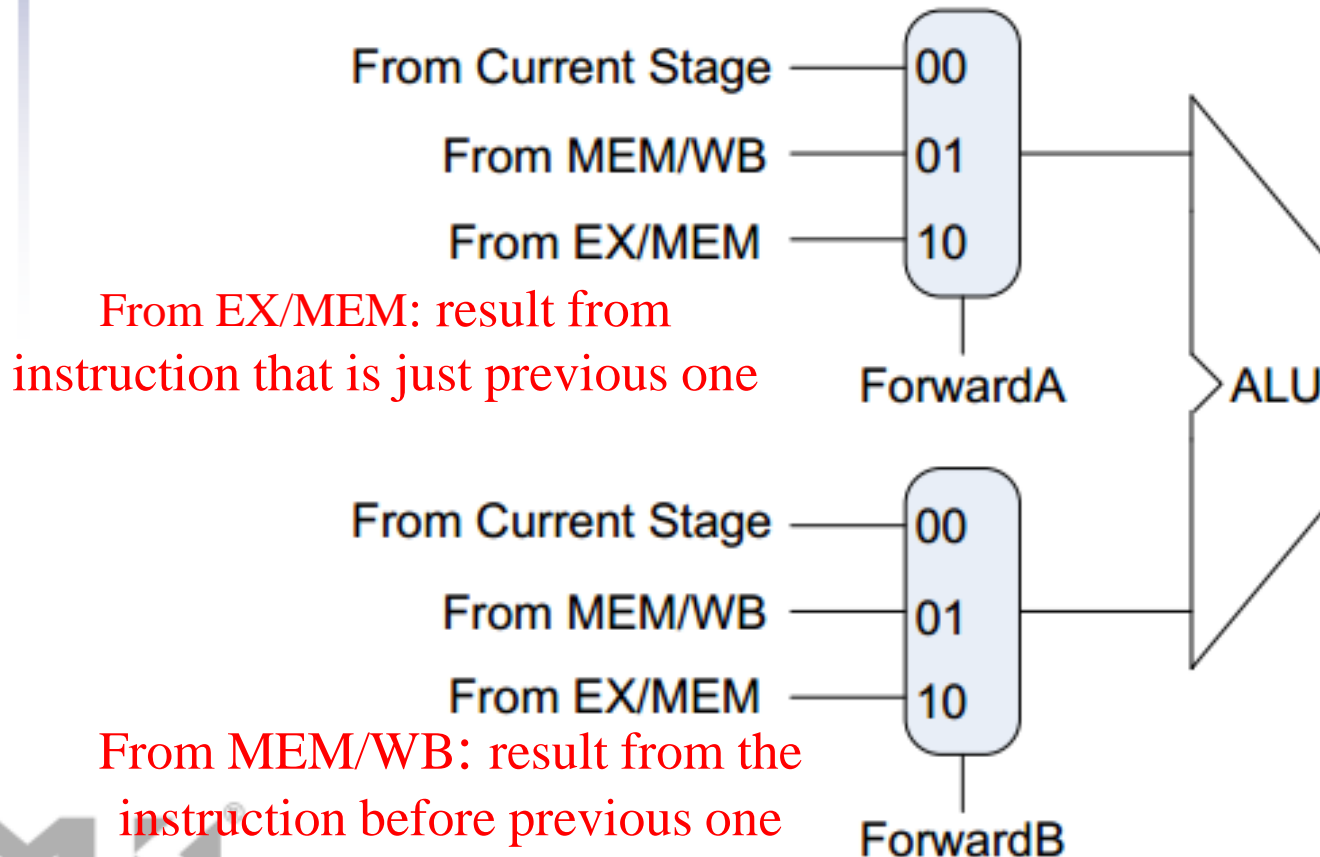 From Current Stage
00
From MEM/WB
01
From EX/MEM
10
From EX/MEM: result from
instruction that is just previous one
ForwardA
ALU
From Current Stage
00
From MEM/WB
01
From EX/MEM
10
From MEM/WB: result from the
instruction before previous one
®
ForwardB